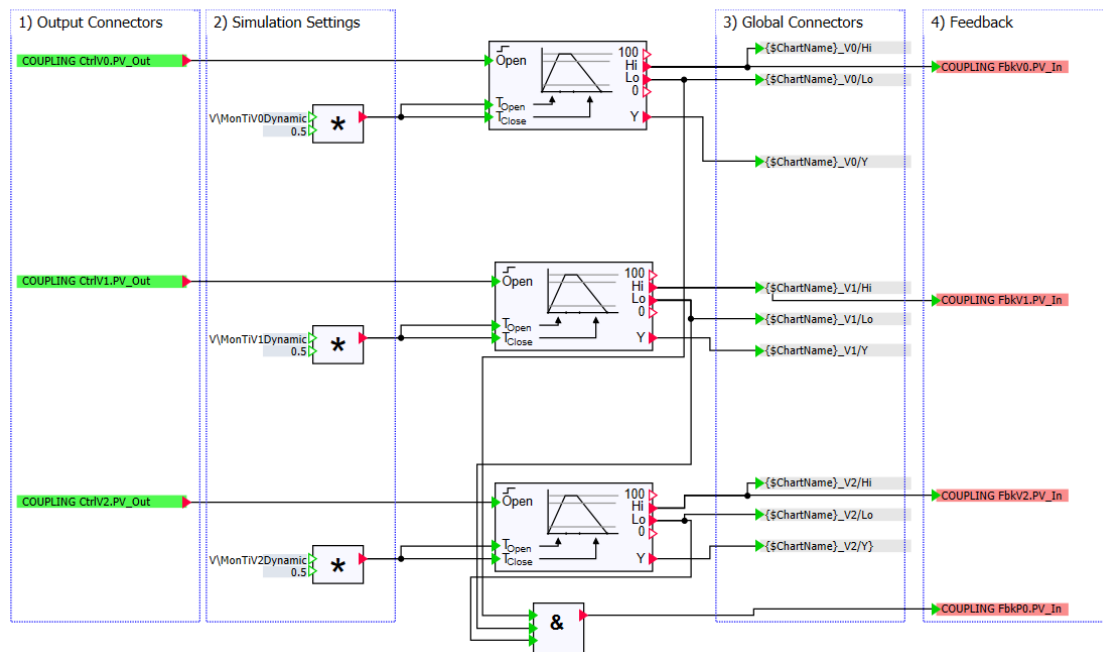 1) Output Connectors
2) Simulation Settings
3) Global Connectors
4) Feedback
COUPLING CtrlV0.PV_Out
V\MonTiV0Dynamic
0.5
*
Open
TOpen
TClose
100
Hi
Lo
0
Y
{$ChartName}_V0/Hi
{$ChartName}_V0/Lo
{$ChartName}_V0/Y
COUPLING FbkV0.PV_In
COUPLING CtrlV1.PV_Out
V\MonTiV1Dynamic
0.5
*
Open
TOpen
TClose
100
Hi
Lo
0
Y
{$ChartName}_V1/Hi
{$ChartName}_V1/Lo
{$ChartName}_V1/Y
COUPLING FbkV1.PV_In
COUPLING CtrlV2.PV_Out
V\MonTiV2Dynamic
0.5
*
Open
TOpen
TClose
100
Hi
Lo
0
Y
{$ChartName}_V2/Hi
{$ChartName}_V2/Lo
{$ChartName}_V2/Y}
COUPLING FbkV2.PV_In
&
COUPLING FbkP0.PV_In